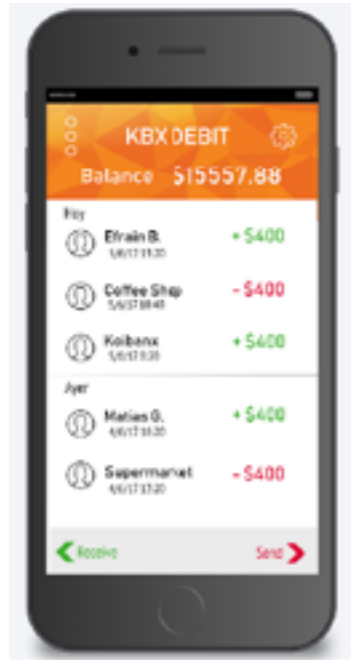 KBX DEBIT
Balance $15557.88
Hoy
Efrain B.
+ $400
Coffee Shop
- $400
Koibanx
+ $400
Ayer
Matias G.
+ $400
Supermarket
- $400
Receive
Send